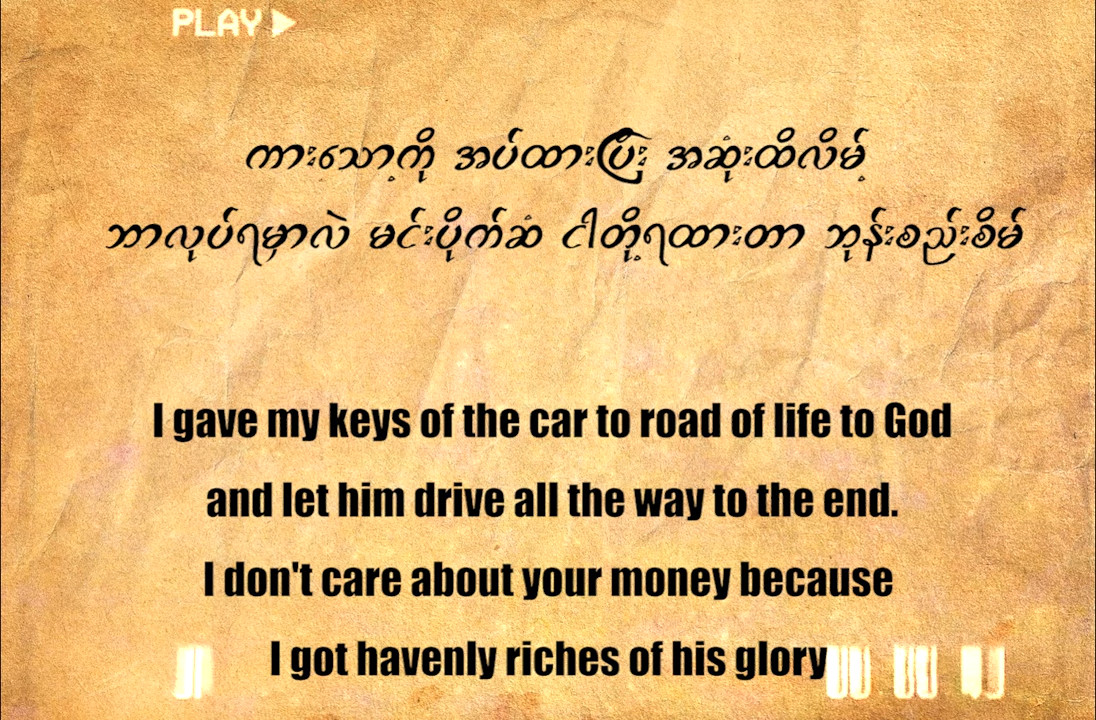 PLAY
ကားသော့ကို အပ်ထားပြီး အဆုံးထိလိမ့်
ဘာလုပ်ရမှာလဲ မင်းပိုက်ဆံ ငါတို့ရထားတာ ဘုန်းစည်းစိမ်
I gave my keys of the car to road of life to God
and let him drive all the way to the end.
I don't care about your money because
I got havenly riches of his glory